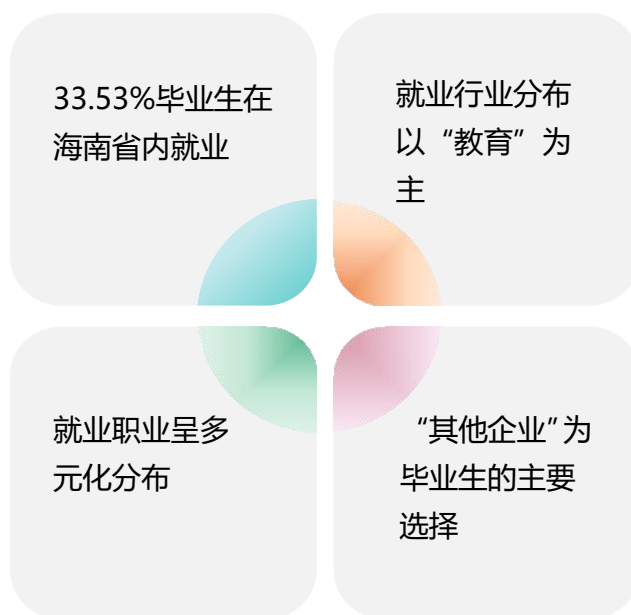 33.53%毕业生在
海南省内就业
就业行业分布
以“教育”为
主
就业职业呈多
元化分布
“其他企业”为
毕业生的主要
选择